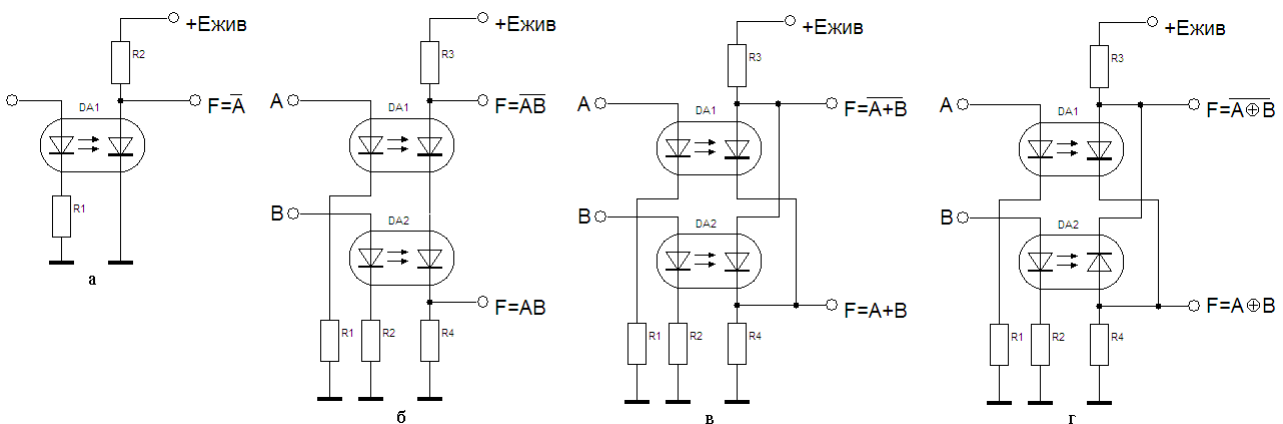 +Eжив
R2
DA1
F=A̅
R1
а
+Eжив
R3
A
DA1
F=A̅B̅
B
DA2
F=AB
R1
R2
R4
б
+Eжив
R3
A
DA1
F=A̅+̅B̅
B
DA2
F=A+B
R1
R2
R4
в
+Eжив
R3
A
DA1
F=A̅⊕̅B̅
B
DA2
F=A⊕B
R1
R2
R4
г